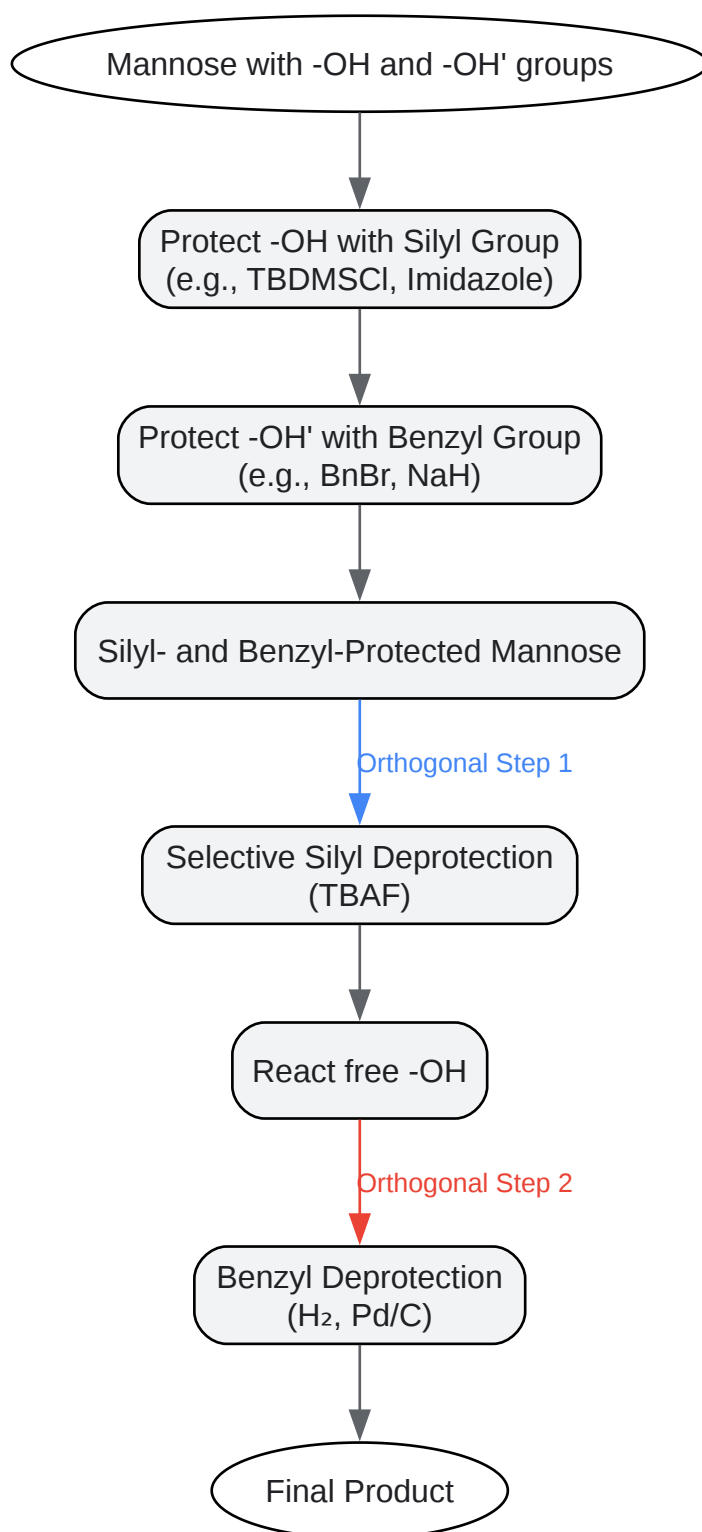 Mannose with -OH and -OH' groups
Protect -OH with Silyl Group
(e.g., TBDMSCl, Imidazole)
Protect -OH' with Benzyl Group
(e.g., BnBr, NaH)
Silyl- and Benzyl-Protected Mannose
Orthogonal Step 1
Selective Silyl Deprotection
(TBAF)
React free -OH
Orthogonal Step 2
Benzyl Deprotection
(H₂, Pd/C)
Final Product